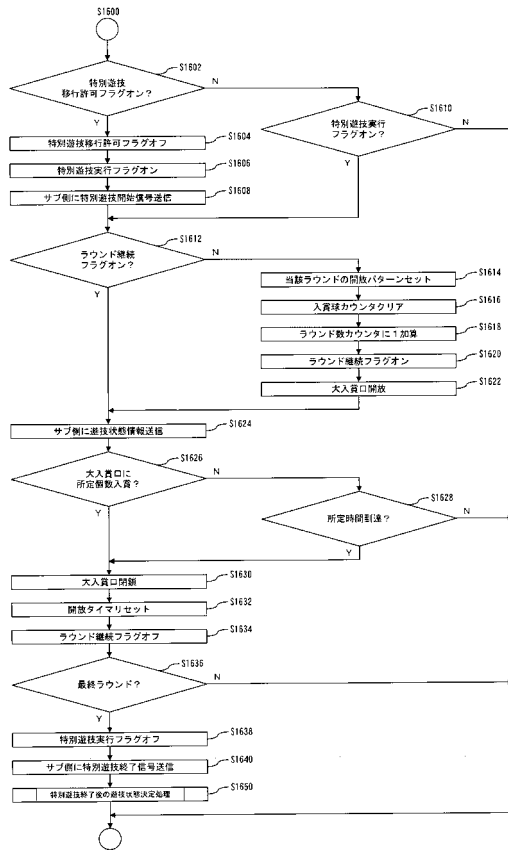 S1600
S1602
特別遊技
移行許可フラグオン？
N
Y
S1610
特別遊技実行
フラグオン？
N
Y
S1604
特別遊技移行許可フラグオフ
S1606
特別遊技実行フラグオン
S1608
サブ側に特別遊技開始信号送信
S1612
ラウンド継続
フラグオン？
N
Y
S1614
当該ラウンドの開放パターンセット
S1616
入賞球カウンタクリア
S1618
ラウンド数カウンタに１加算
S1620
ラウンド継続フラグオン
S1622
大入賞口開放
S1624
サブ側に遊技状態情報送信
S1626
大入賞口に
所定個数入賞？
N
Y
S1628
所定時間到達？
N
Y
S1630
大入賞口閉鎖
S1632
開放タイマリセット
S1634
ラウンド継続フラグオフ
S1636
最終ラウンド？
N
Y
S1638
特別遊技実行フラグオフ
S1640
サブ側に特別遊技終了信号送信
S1650
特別遊技終了後の遊技状態決定処理